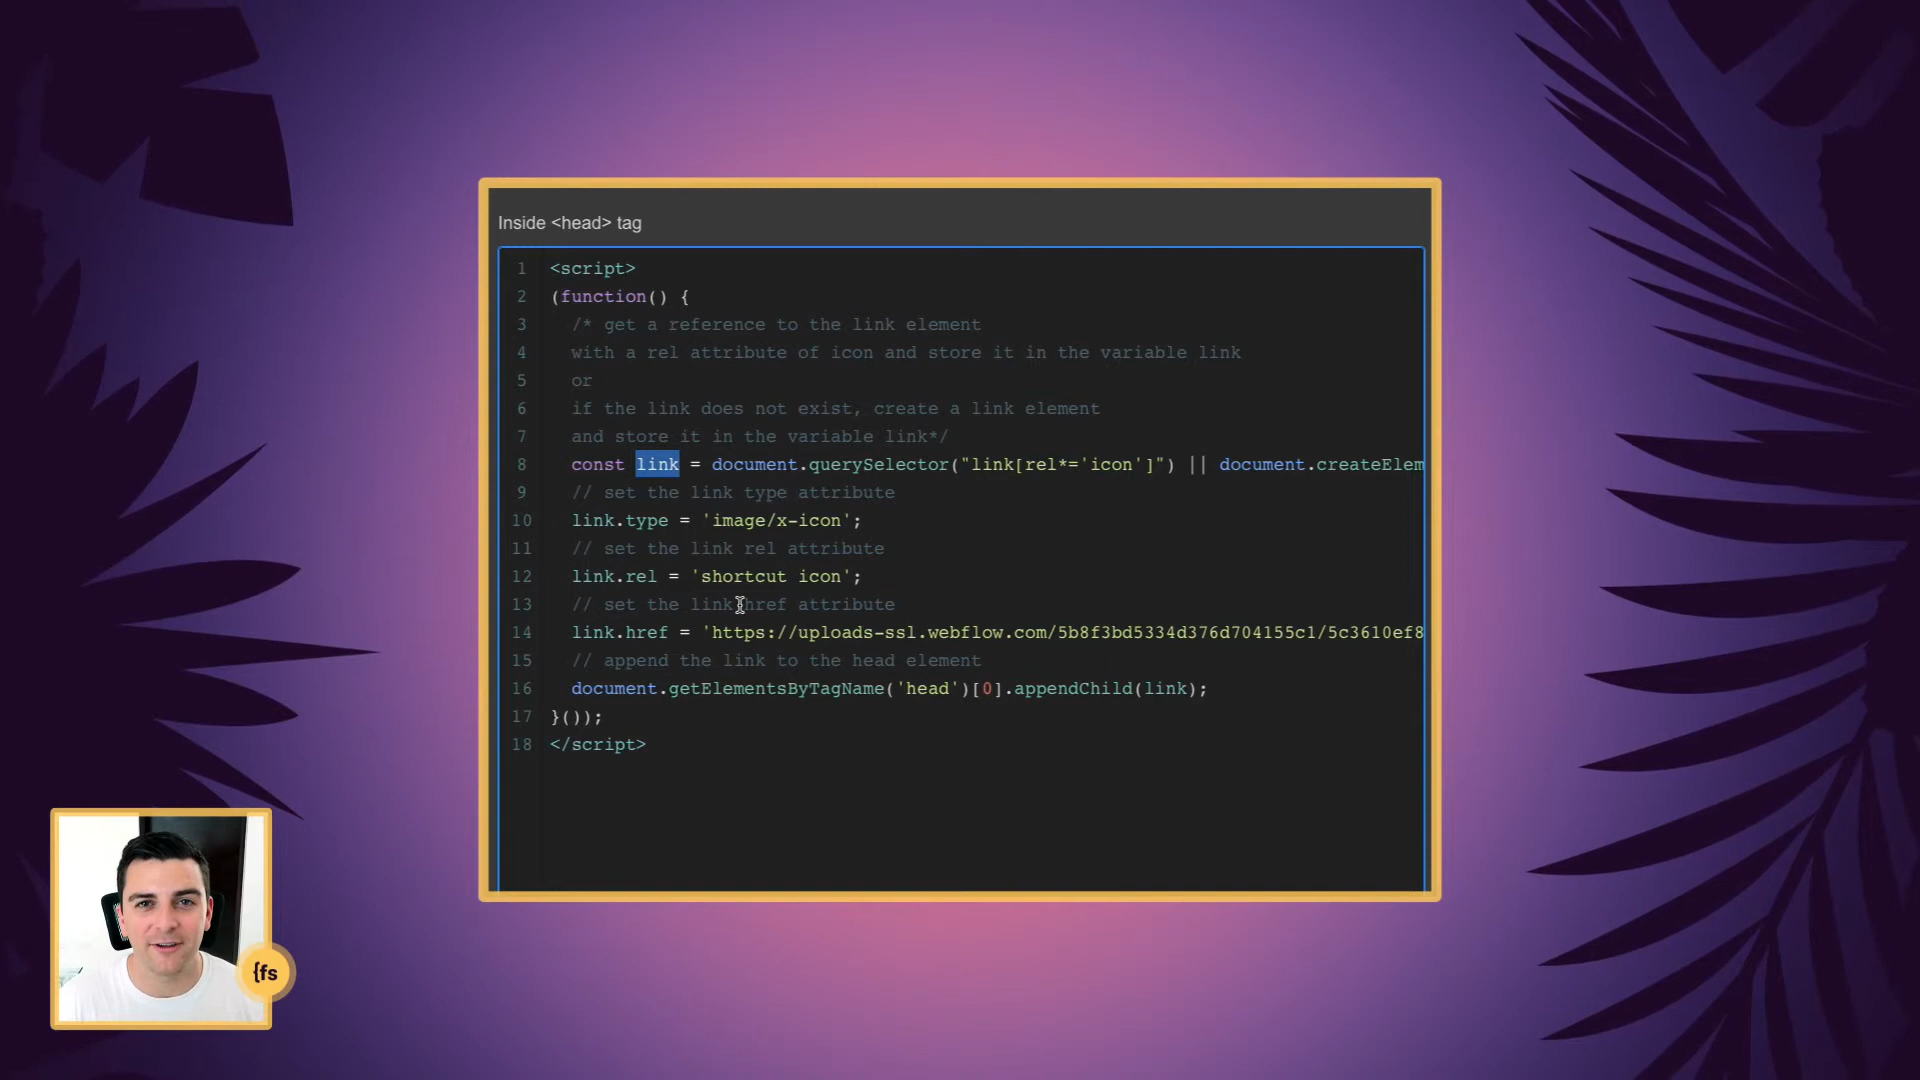 Inside <head> tag
1 <script>
2 (function() {
3 /* get a reference to the link element
4 with a rel attribute of icon and store it in the variable link
5 or
6 if the link does not exist, create a link element
7 and store it in the variable link*/
8 const link = document.querySelector("link[rel*='icon']") || document.createElem
9 // set the link type attribute
10 link.type = 'image/x-icon';
11 // set the link rel attribute
12 link.rel = 'shortcut icon';
13 // set the link href attribute
14 link.href = 'https://uploads-ssl.webflow.com/5b8f3bd5334d376d704155c1/5c3610ef8
15 // append the link to the head element
16 document.getElementsByTagName('head')[0].appendChild(link);
17 }());
18 </script>
{fs